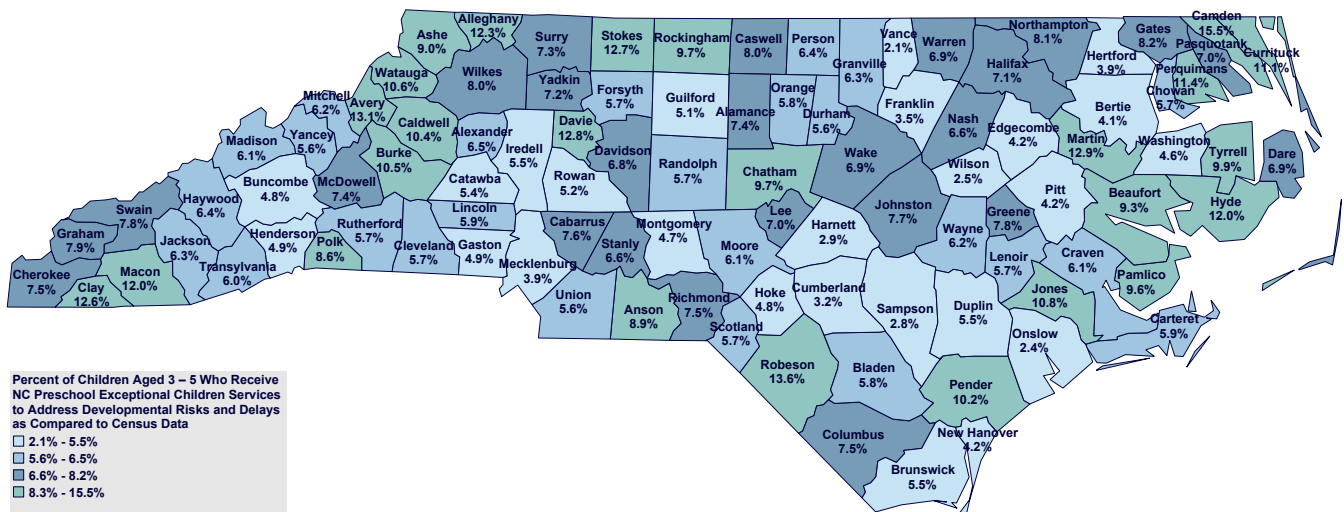 Alleghany
12.3%
Ashe
9.0%
Surry
7.3%
Stokes
12.7%
Rockingham
9.7%
Caswell
8.0%
Person
6.4%
Vance
2.1%
Granville
6.3%
Warren
6.9%
Northampton
8.1%
Halifax
7.1%
Hertford
3.9%
Gates
8.2%
Camden
15.5%
Pasquotank
7.0%
Currituck
11.1%
Perquimans
11.4%
Chowan
5.7%
Watauga
10.6%
Wilkes
8.0%
Yadkin
7.2%
Forsyth
5.7%
Guilford
5.1%
Alamance
7.4%
Orange
5.8%
Durham
5.6%
Franklin
3.5%
Nash
6.6%
Edgecombe
4.2%
Bertie
4.1%
Martin
12.9%
Washington
4.6%
Tyrrell
9.9%
Dare
6.9%
Mitchell
6.2%
Avery
13.1%
Caldwell
10.4%
Alexander
6.5%
Iredell
5.5%
Davie
12.8%
Davidson
6.8%
Randolph
5.7%
Chatham
9.7%
Wake
6.9%
Wilson
2.5%
Pitt
4.2%
Beaufort
9.3%
Hyde
12.0%
Madison
6.1%
Yancey
5.6%
Burke
10.5%
McDowell
7.4%
Buncombe
4.8%
Catawba
5.4%
Rowan
5.2%
Lincoln
5.9%
Haywood
6.4%
Swain
7.8%
Graham
7.9%
Cherokee
7.5%
Clay
12.6%
Macon
12.0%
Jackson
6.3%
Transylvania
6.0%
Henderson
4.9%
Polk
8.6%
Rutherford
5.7%
Cleveland
5.7%
Gaston
4.9%
Mecklenburg
3.9%
Cabarrus
7.6%
Stanly
6.6%
Montgomery
4.7%
Moore
6.1%
Lee
7.0%
Harnett
2.9%
Johnston
7.7%
Wayne
6.2%
Greene
7.8%
Lenoir
5.7%
Craven
6.1%
Pamlico
9.6%
Jones
10.8%
Carteret
5.9%
Union
5.6%
Anson
8.9%
Richmond
7.5%
Scotland
5.7%
Hoke
4.8%
Cumberland
3.2%
Sampson
2.8%
Duplin
5.5%
Onslow
2.4%
Robeson
13.6%
Bladen
5.8%
Pender
10.2%
Columbus
7.5%
New Hanover
4.2%
Brunswick
5.5%
Percent of Children Aged 3 – 5 Who Receive
NC Preschool Exceptional Children Services
to Address Developmental Risks and Delays
as Compared to Census Data
2.1% - 5.5%
5.6% - 6.5%
6.6% - 8.2%
8.3% - 15.5%